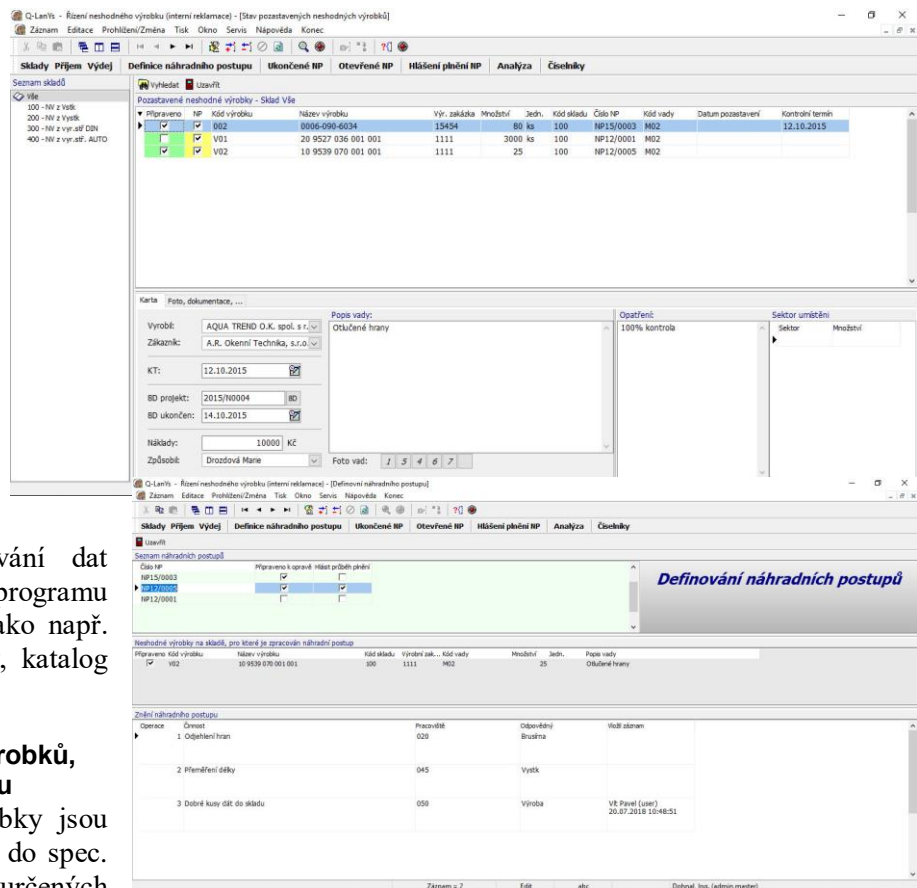 Q-LanYs - Řízení neshodného výrobku (interní reklamace) - [Stav pozastavených neshodných výrobků]
Záznam Editace Prohlížení/Změna Tisk Okno Servis Nápověda Konec
Sklady Příjem Výdej Definice náhradního postupu Ukončené NP Otevřené NP Hlášení plnění NP Analýza Číselníky
Seznam skladů
Vše
100 - NV z Vstk
200 - NV z Vystk
300 - NV z vyr.stř DIN
400 - NV z vyr.stř. AUTO
Vyhledat Uzavřít
Pozastavené neshodné výrobky - Sklad Vše
Připraveno NP Kód výrobku Název výrobku Výr. zakázka Množství Jedn. Kód skladu Číslo NP Kód vady Datum pozastavení Kontrolní termín
002 0006-090-6034 15454 80 ks 100 NP15/0003 M02 12.10.2015
V01 20 9527 036 001 001 1111 3000 ks 100 NP12/0001 M02
V02 10 9539 070 001 001 1111 25 100 NP12/0005 M02
Karta Foto, dokumentace, ...
Vyrobil: AQUA TREND O.K. spol. s r.
Zákazník: A.R. Okenní Technika, s.r.o.
KT: 12.10.2015
8D projekt: 2015/N0004 8D
8D ukončen: 14.10.2015
Náklady: 10000 Kč
Způsobil: Drozdová Marie
Popis vady:
Otlučené hrany
Foto vad: 1 5 4 6 7
Opatření:
100% kontrola
Sektor umístění
Sektor Množství
Q-LanYs - Řízení neshodného výrobku (interní reklamace) - [Definovní náhradních postupů]
Záznam Editace Prohlížení/Změna Tisk Okno Servis Nápověda Konec
Sklady Příjem Výdej Definice náhradního postupu Ukončené NP Otevřené NP Hlášení plnění NP Analýza Číselníky
Uzavřít
Seznam náhradních postupů
Číslo NP Připraveno k opravě Hlásit průběh plnění
NP15/0003
NP12/0005
NP12/0001
Definování náhradních postupů
Neshodné výrobky na skladě, pro které je zpracován náhradní postup
Připraveno Kód výrobku Název výrobku Kód skladu Výrobní zak... Kód vady Množství Jedn. Popis vady
V02 10 9539 070 001 001 100 1111 M02 25 Otlučené hrany
Znění náhradního postupu
Operace Činnost Pracoviště Odpovědný Vložil záznam
1 Odjehlení hran 020 Brusírna
2 Přeměření délky 045 Vystk
3 Dobré kusy dát do skladu 050 Výroba Vít Pavel (user)
20.07.2018 10:48:51
Záznam = 2 Edit abc Dohnal, Ing. (admin master)
vání dat
programu
ako např.
, katalog
robků,
u
bky jsou
do spec.
určených